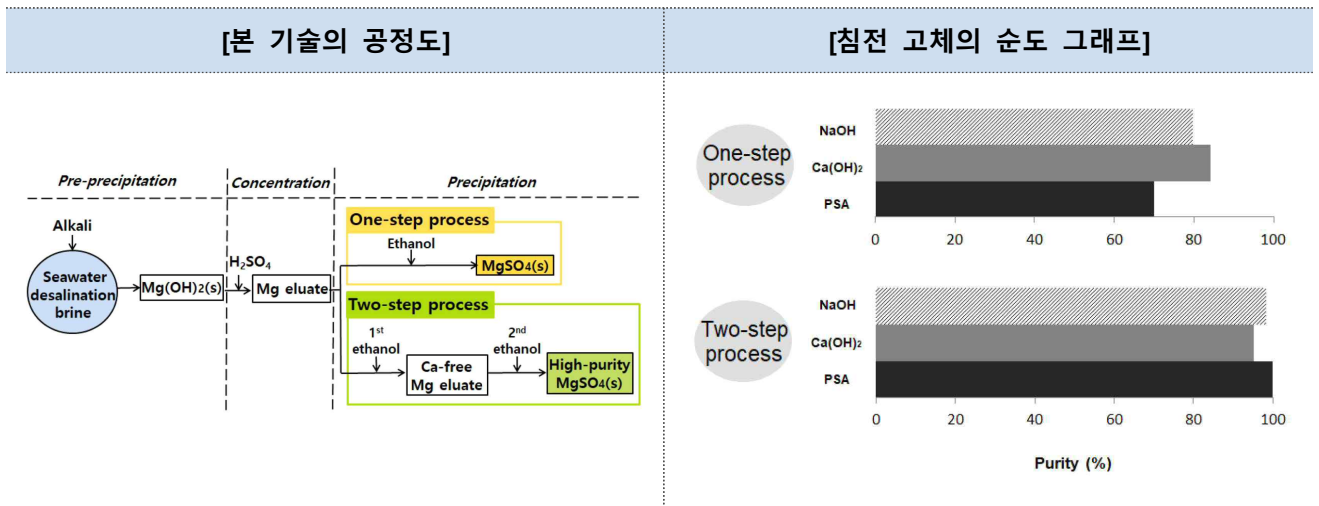 [본 기술의 공정도]
[침전 고체의 순도 그래프]
Pre-precipitation
Concentration
Precipitation
Alkali
Seawater
desalination
brine
Mg(OH)2(s)
H2SO4
Mg eluate
One-step process
Ethanol
MgSO4(s)
Two-step process
1st
ethanol
Ca-free
Mg eluate
2nd
ethanol
High-purity
MgSO4(s)
One-step
process
NaOH
Ca(OH)2
PSA
0 20 40 60 80 100
Two-step
process
NaOH
Ca(OH)2
PSA
0 20 40 60 80 100
Purity (%)